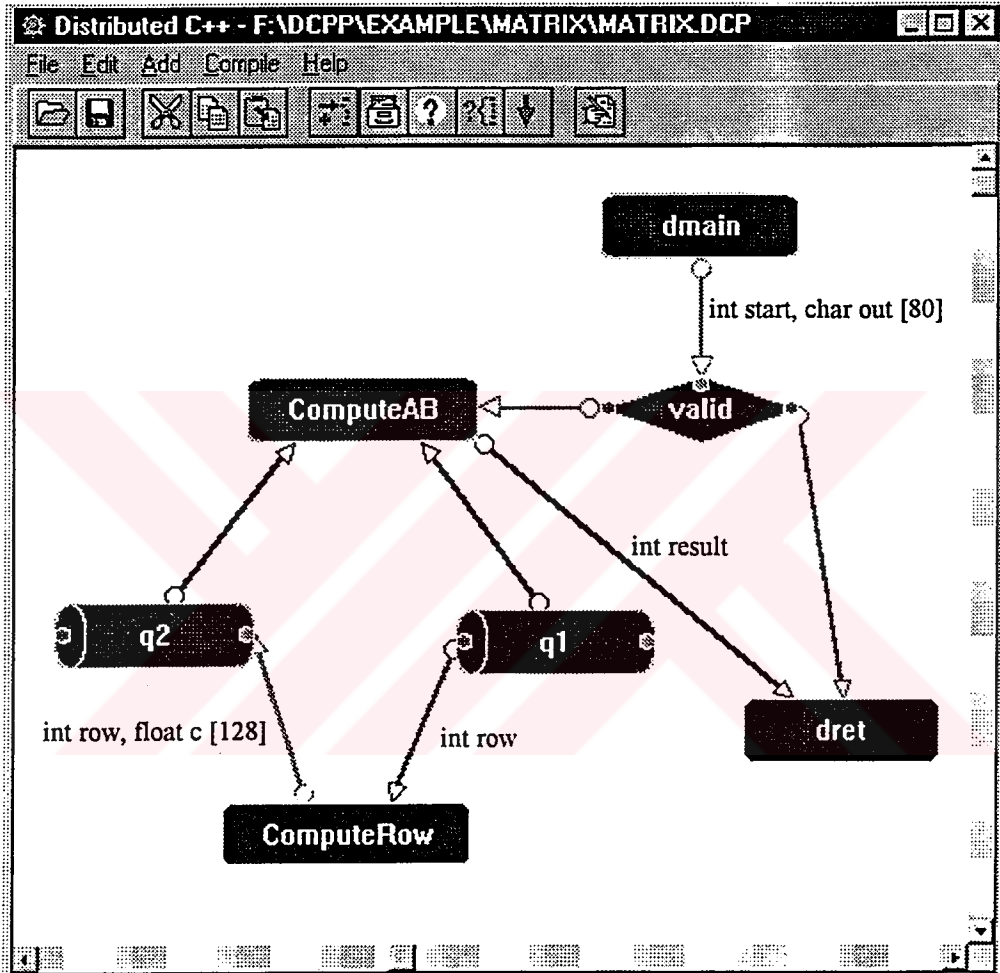 Distributed C++ - F:\DCPP\EXAMPLE\MATRIX\MATRIX.DCP
File Edit Add Compile Help
dmain
int start, char out [80]
ComputeAB
valid
int result
q2
q1
int row, float c [128]
int row
dret
ComputeRow